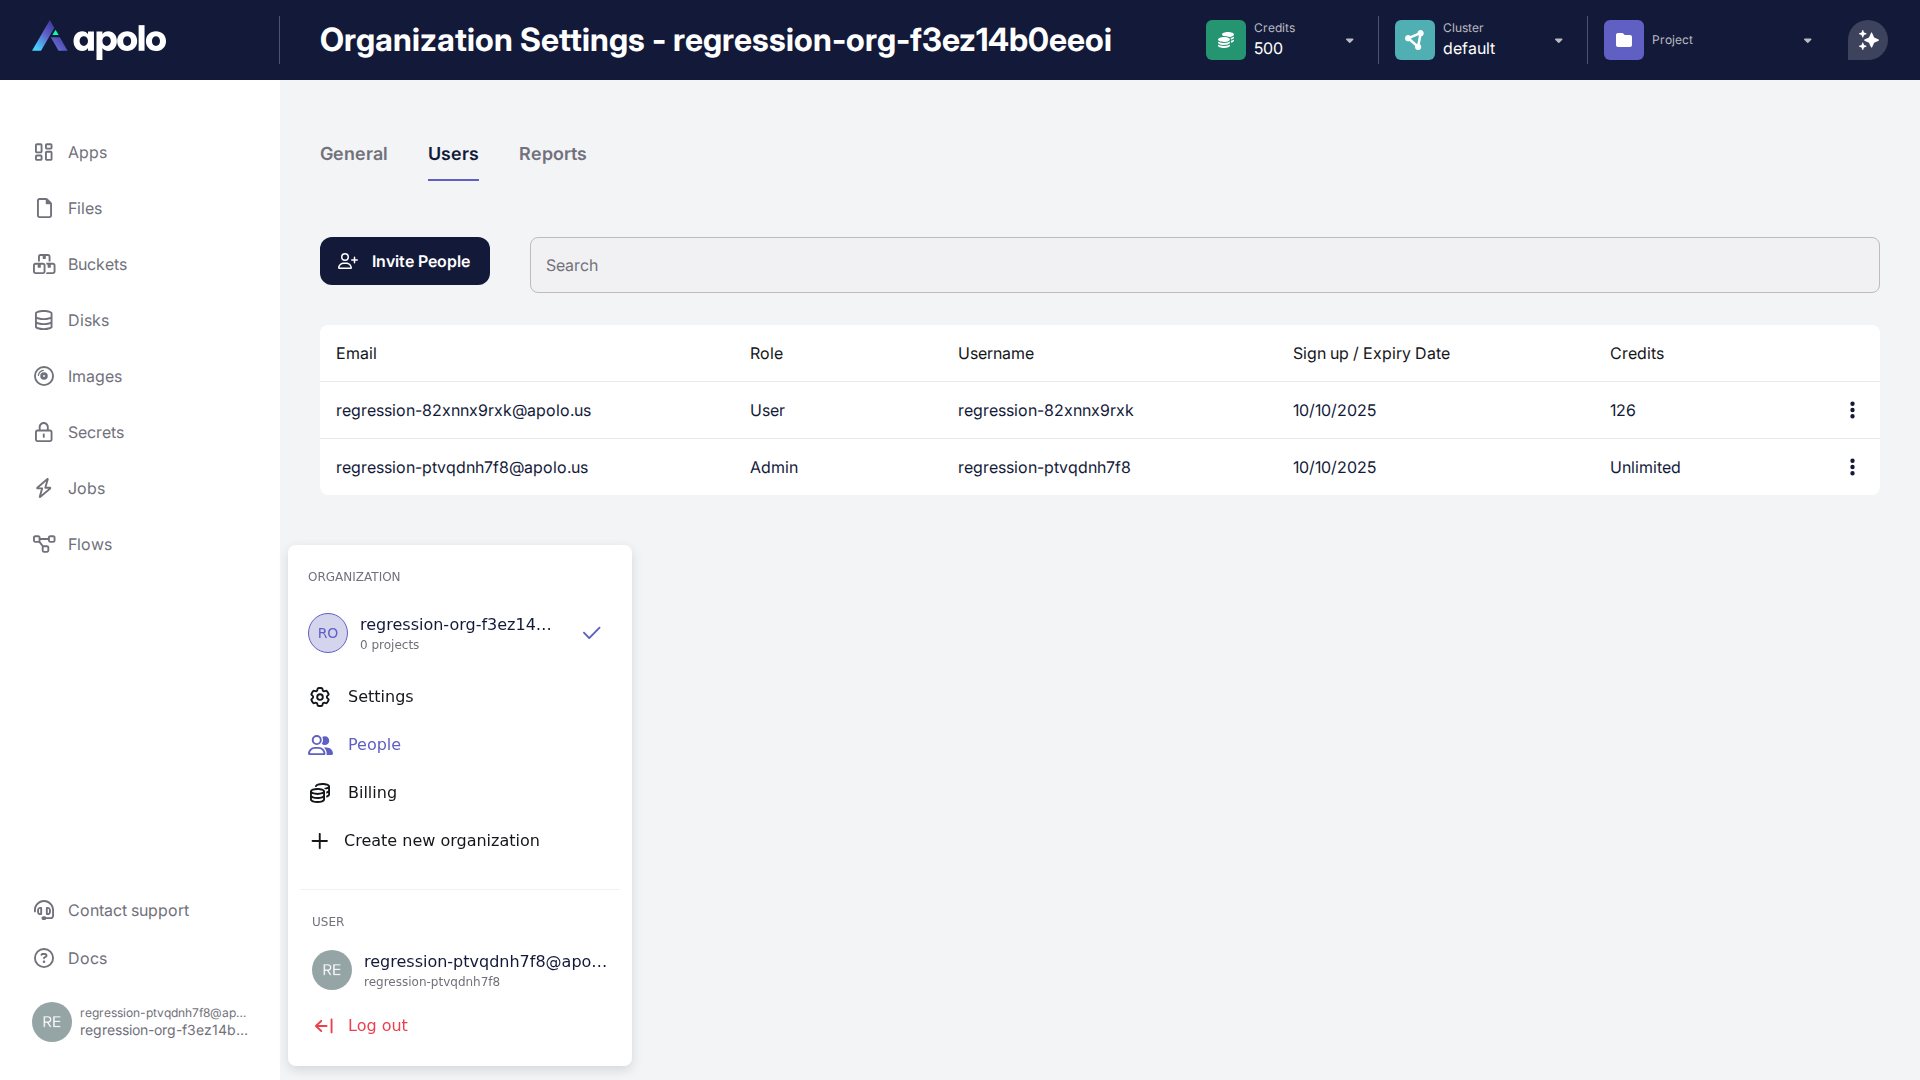 apolo
Organization Settings - regression-org-f3ez14b0eeoi
Credits
500
Cluster
default
Project
Apps
Files
Buckets
Disks
Images
Secrets
Jobs
Flows
General Users Reports
Invite People
Search
Email Role Username Sign up / Expiry Date Credits
regression-82xnnx9rxk@apolo.us User regression-82xnnx9rxk 10/10/2025 126
regression-ptvqdnh7f8@apolo.us Admin regression-ptvqdnh7f8 10/10/2025 Unlimited
ORGANIZATION
RO
regression-org-f3ez14...
0 projects
Settings
People
Billing
Create new organization
USER
RE
regression-ptvqdnh7f8@apo...
regression-ptvqdnh7f8
Log out
Contact support
Docs
RE
regression-ptvqdnh7f8@ap...
regression-org-f3ez14b...